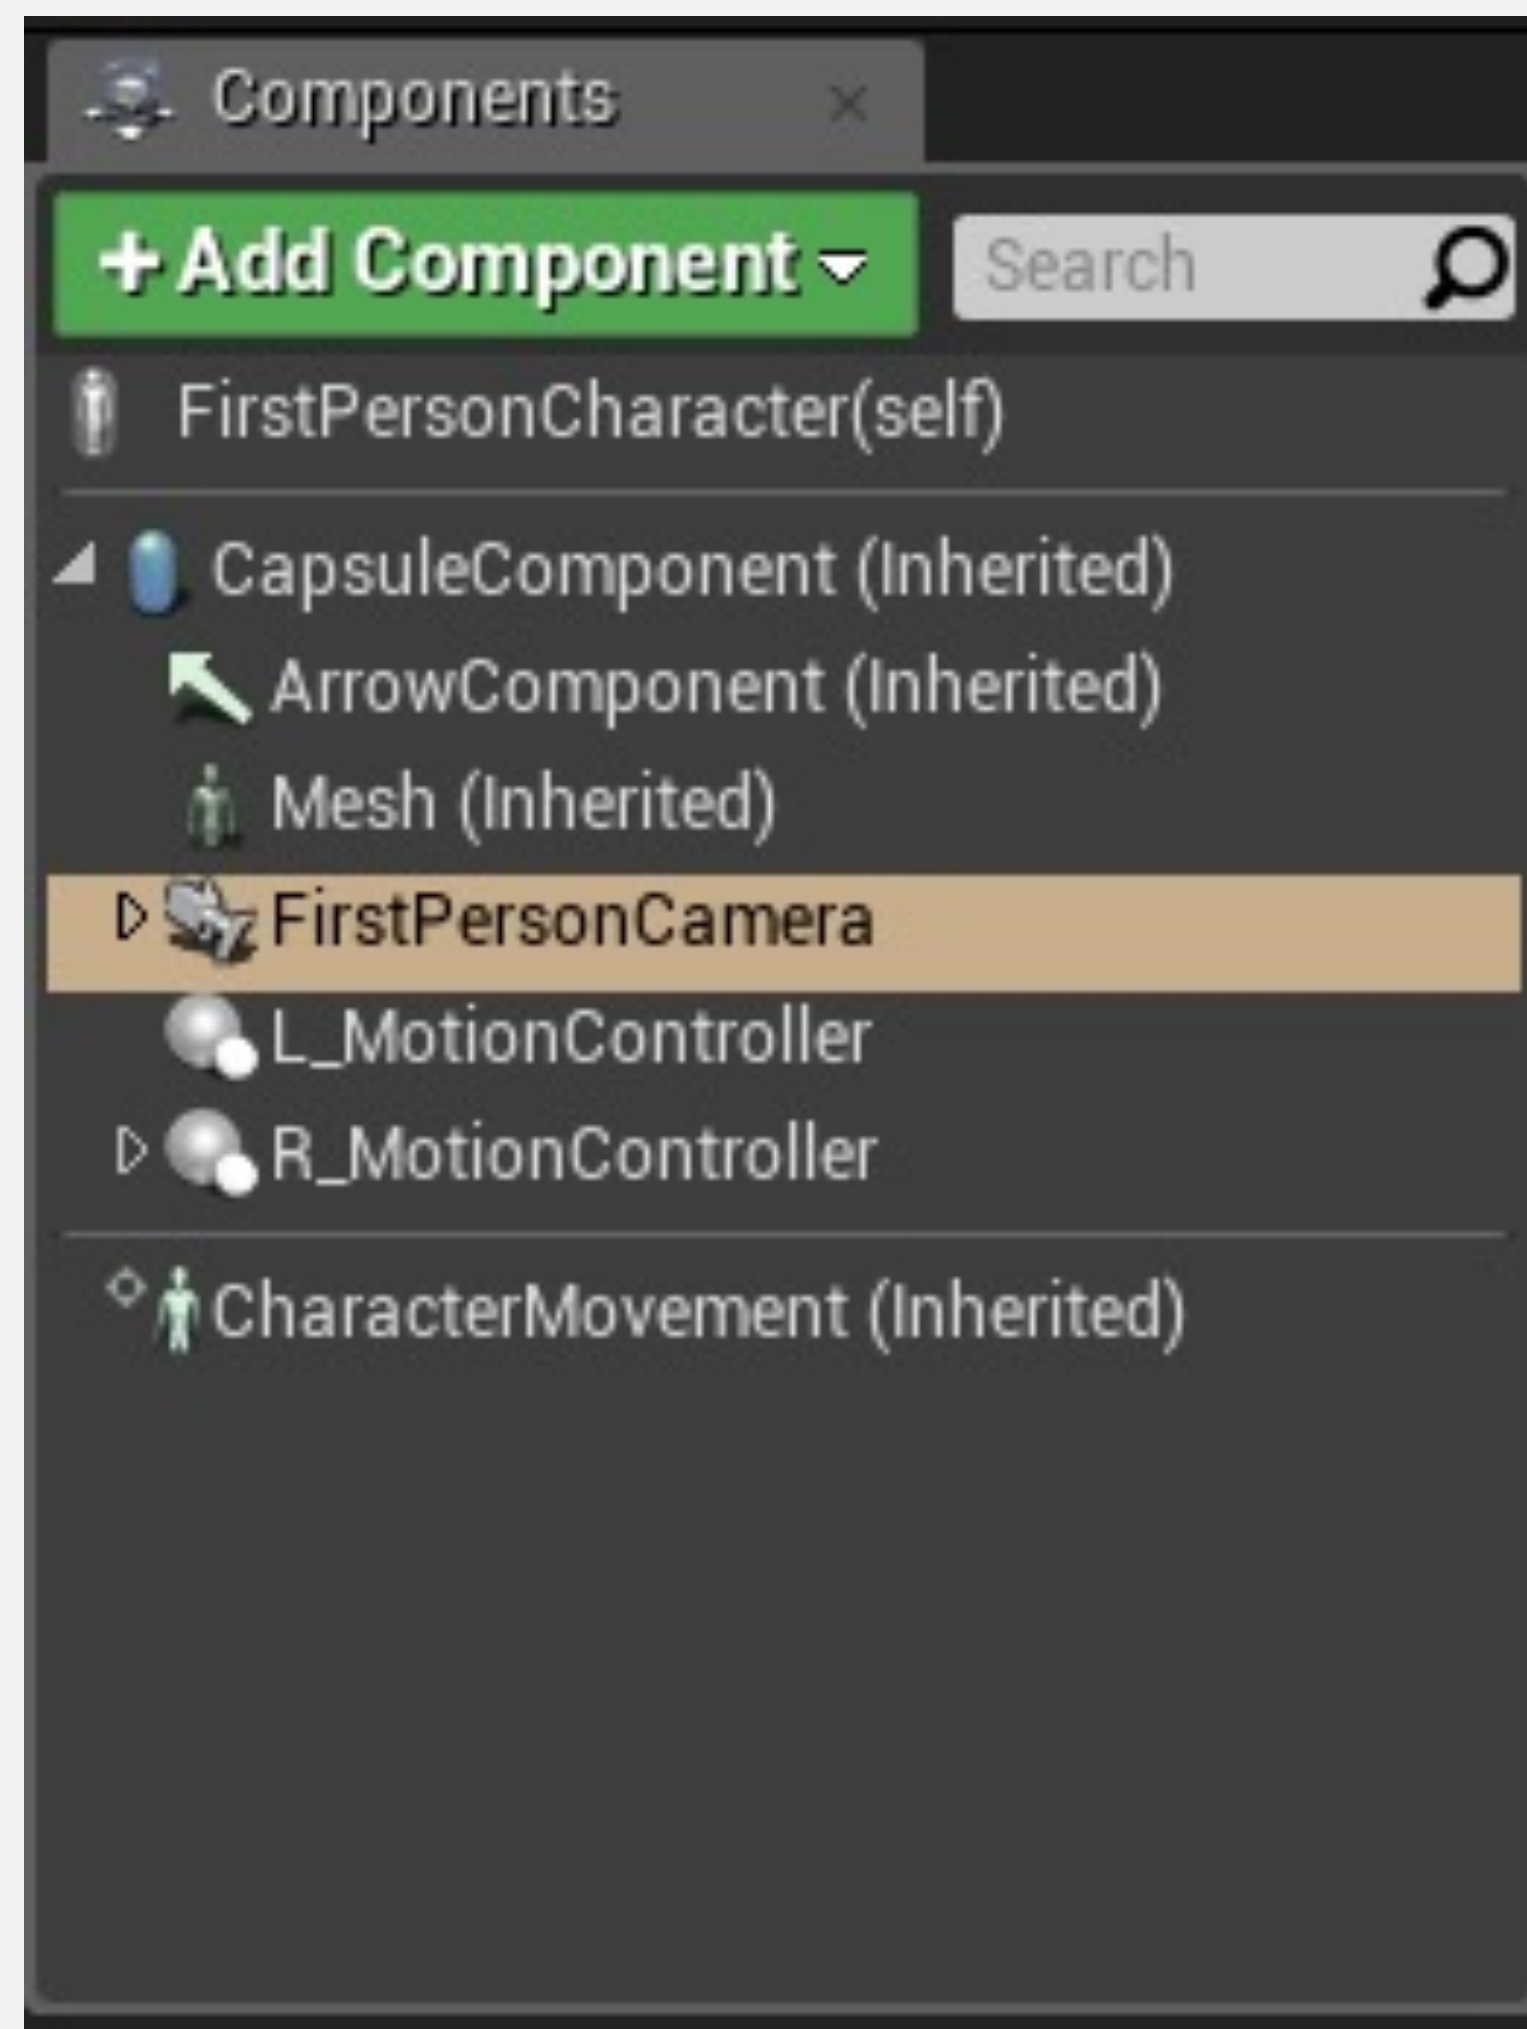 Components
+Add Component
Search
FirstPersonCharacter(self)
CapsuleComponent (Inherited)
ArrowComponent (Inherited)
Mesh (Inherited)
FirstPersonCamera
L_MotionController
R_MotionController
CharacterMovement (Inherited)